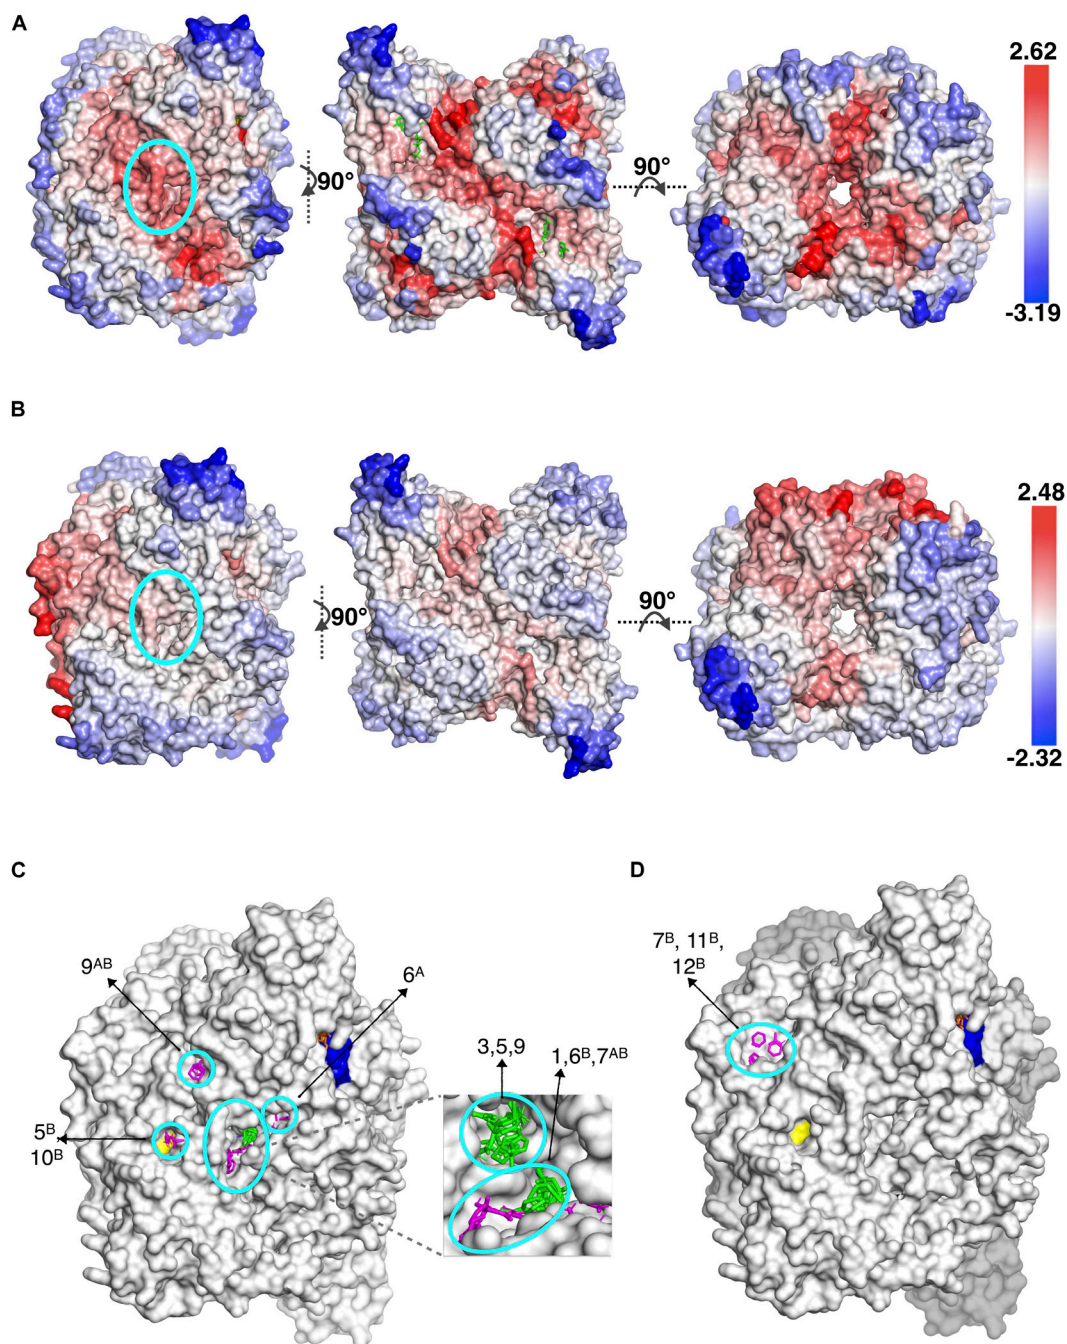 A
90°
90°
2.62
-3.19
B
90°
90°
2.48
-2.32
C
9ᴬᴮ
6ᴬ
3,5,9
1,6ᴮ,7ᴬᴮ
5ᴮ
10ᴮ
D
7ᴮ, 11ᴮ,
12ᴮ